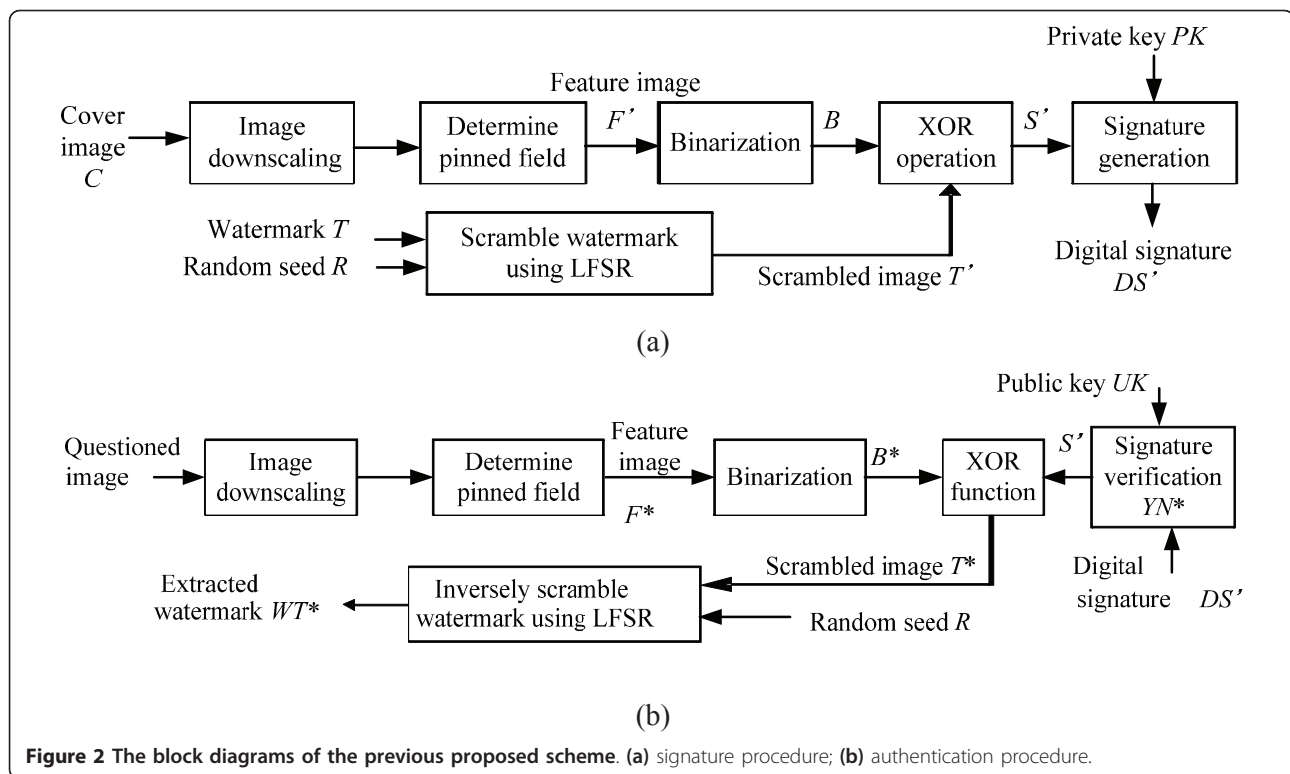 Private key PK
Feature image
Cover image C
Image downscaling
Determine pinned field
F'
Binarization
B
XOR operation
S'
Signature generation
Watermark T
Random seed R
Scramble watermark using LFSR
Scrambled image T'
Digital signature DS'
(a)
Public key UK
Questioned image
Image downscaling
Determine pinned field
Feature image
F*
Binarization
B*
XOR function
S'
Signature verification YN*
Extracted watermark WT*
Inversely scramble watermark using LFSR
Scrambled image T*
Random seed R
Digital signature DS'
(b)
Figure 2 The block diagrams of the previous proposed scheme. (a) signature procedure; (b) authentication procedure.